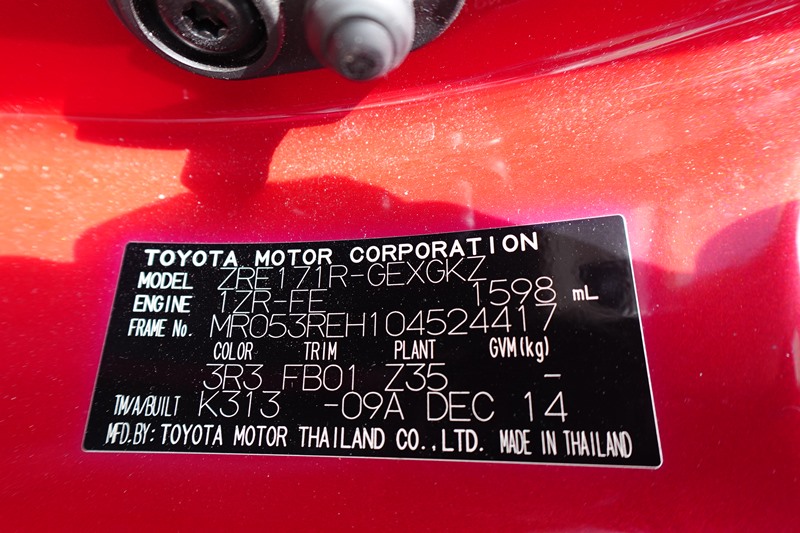 TOYOTA MOTOR CORPORATION
MODEL ZRE171R-GEXGKZ
ENGINE 1ZR-FE 1598 mL
FRAME No. MR053REH104524417
COLOR TRIM PLANT GVM(kg)
3R3 FB01 Z35 -
TM/A/BUILT K313 -09A DEC 14
MFD.BY: TOYOTA MOTOR THAILAND CO.,LTD. MADE IN THAILAND